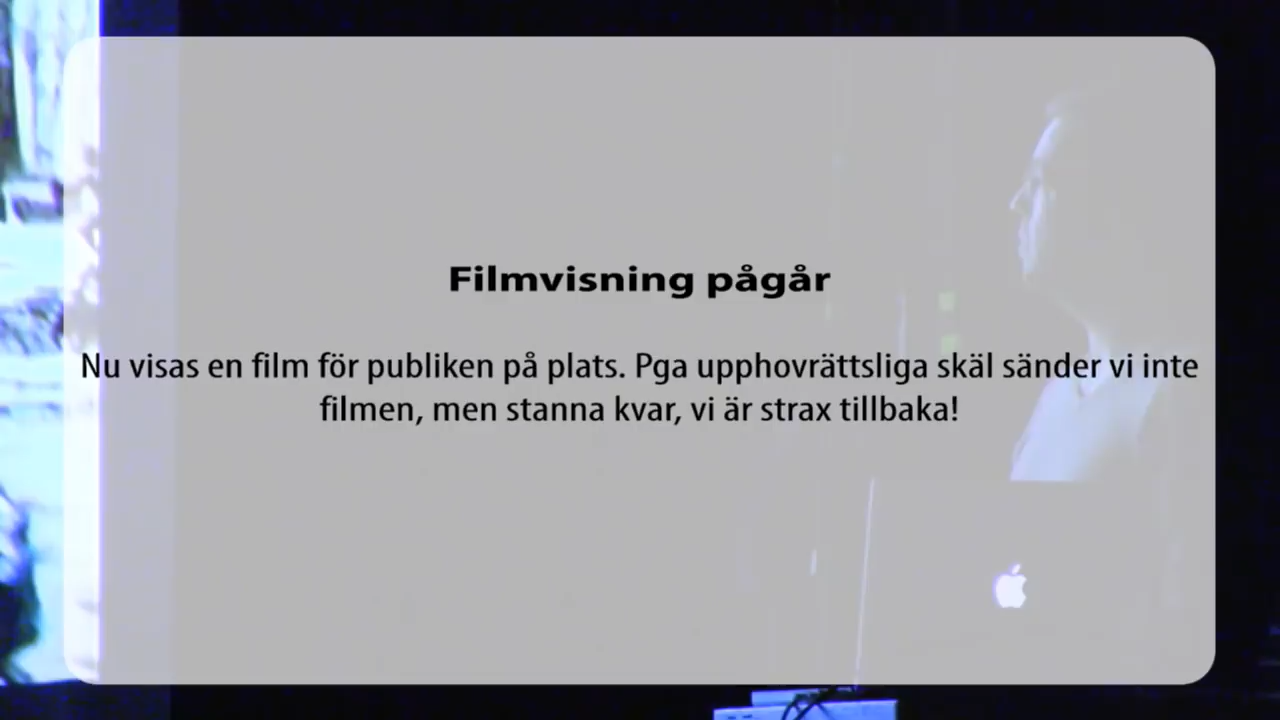 Filmvisning pågår
Nu visas en film för publiken på plats. Pga upphovrättsliga skäl sänder vi inte
filmen, men stanna kvar, vi är strax tillbaka!